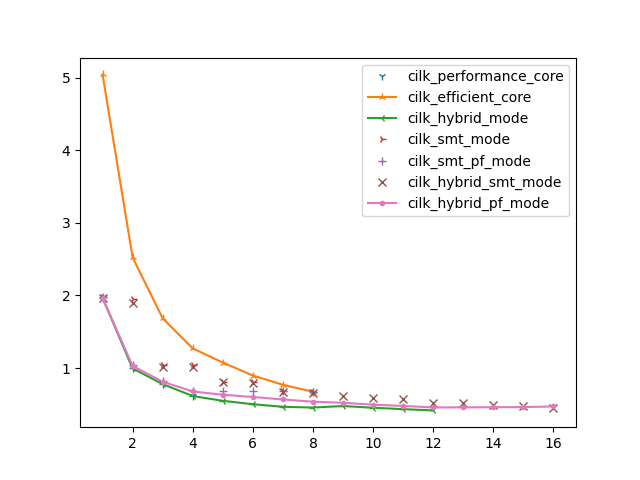 cilk_performance_core
cilk_efficient_core
cilk_hybrid_mode
cilk_smt_mode
cilk_smt_pf_mode
cilk_hybrid_smt_mode
cilk_hybrid_pf_mode
5
4
3
2
1
2 4 6 8 10 12 14 16